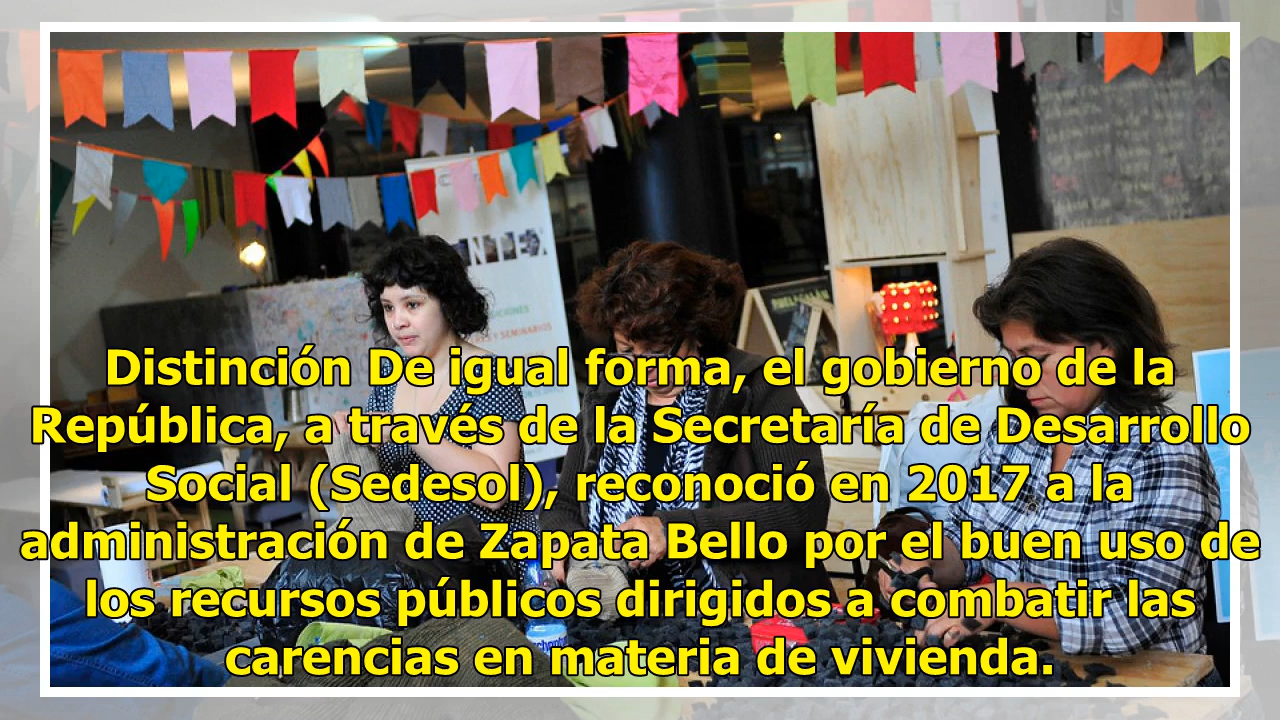 Distinción De igual forma, el gobierno de la
República, a través de la Secretaría de Desarrollo
Social (Sedesol), reconoció en 2017 a la
administración de Zapata Bello por el buen uso de
los recursos públicos dirigidos a combatir las
carencias en materia de vivienda.